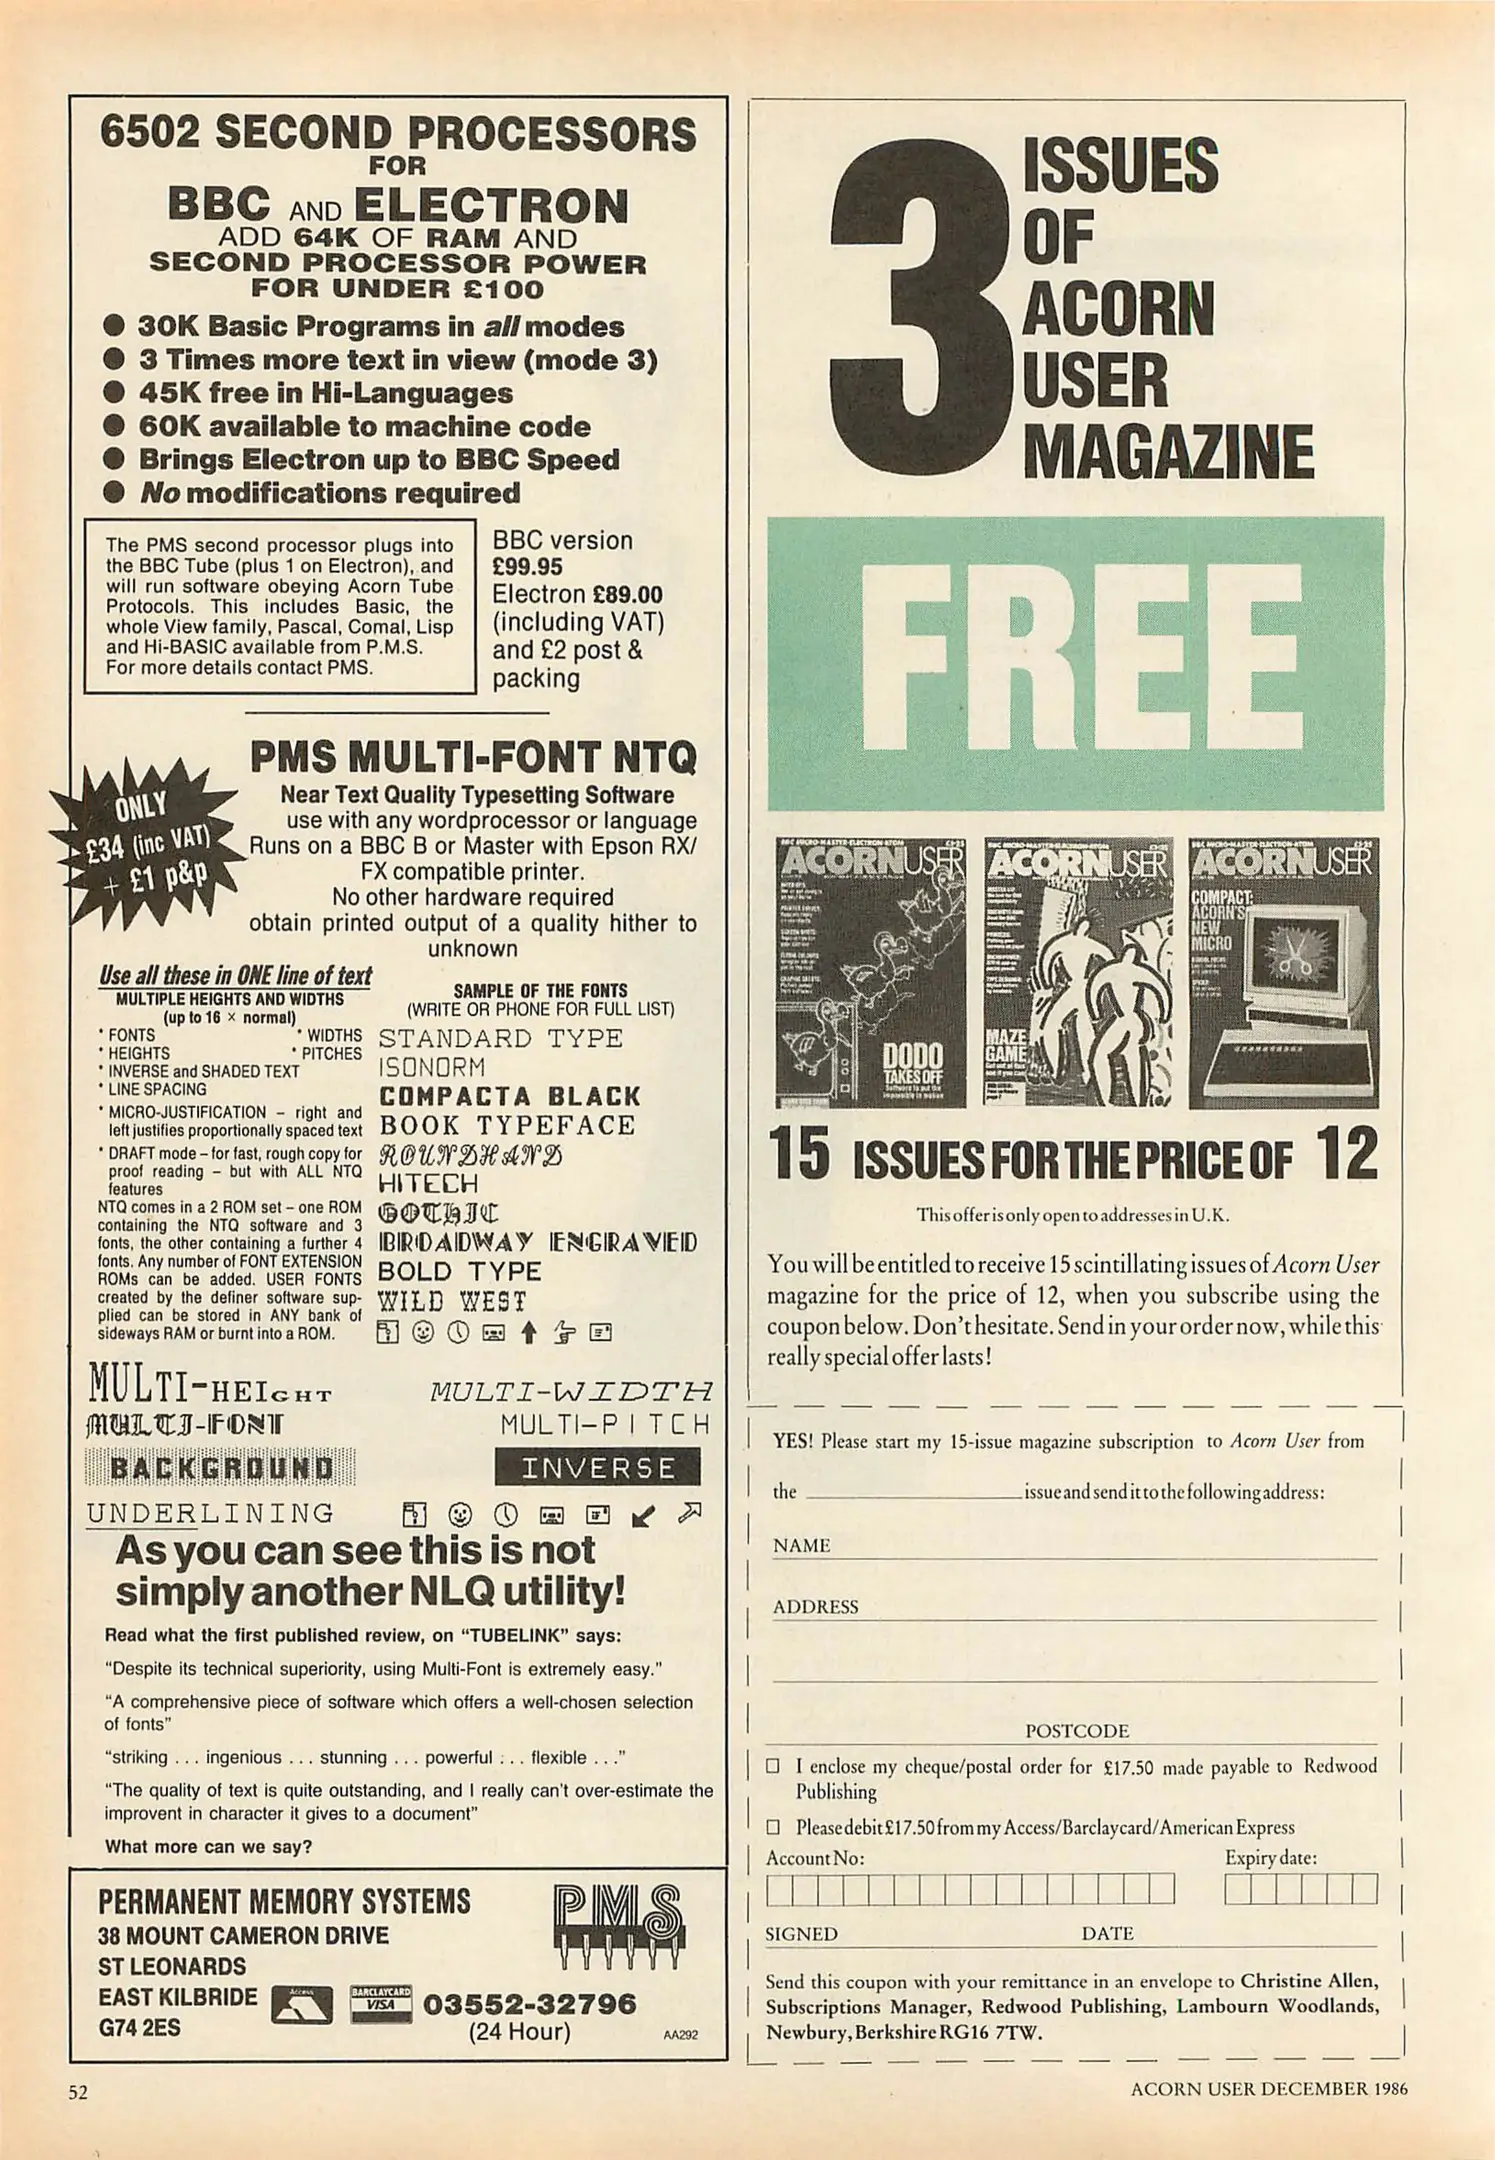 6502 SECOND PROCESSORS
FOR
BBC AND ELECTRON
ADD 64K OF RAM AND
SECOND PROCESSOR POWER
FOR UNDER £100
● 30K Basic Programs in all modes
● 3 Times more text in view (mode 3)
● 45K free in Hi-Languages
● 60K available to machine code
● Brings Electron up to BBC Speed
● No modifications required
The PMS second processor plugs into
the BBC Tube (plus 1 on Electron), and
will run software obeying Acorn Tube
Protocols. This includes Basic, the
whole View family, Pascal, Comal, Lisp
and Hi-BASIC available from P.M.S.
For more details contact PMS.
BBC version
£99.95
Electron £89.00
(including VAT)
and £2 post &
packing
ONLY
£34 (inc VAT)
+ £1 p&p
PMS MULTI-FONT NTQ
Near Text Quality Typesetting Software
use with any wordprocessor or language
Runs on a BBC B or Master with Epson RX/
FX compatible printer.
No other hardware required
obtain printed output of a quality hither to
unknown
Use all these in ONE line of text
MULTIPLE HEIGHTS AND WIDTHS
(up to 16 × normal)
* FONTS * WIDTHS
* HEIGHTS * PITCHES
* INVERSE and SHADED TEXT
* LINE SPACING
* MICRO-JUSTIFICATION – right and
left justifies proportionally spaced text
* DRAFT mode – for fast, rough copy for
proof reading – but with ALL NTQ
features
NTQ comes in a 2 ROM set – one ROM
containing the NTQ software and 3
fonts, the other containing a further 4
fonts. Any number of FONT EXTENSION
ROMs can be added. USER FONTS
created by the definer software sup-
plied can be stored in ANY bank of
sideways RAM or burnt into a ROM.
SAMPLE OF THE FONTS
(WRITE OR PHONE FOR FULL LIST)
STANDARD TYPE
ISONORM
COMPACTA BLACK
BOOK TYPEFACE
ROUNDHAND
HITECH
GOTHIC
BROADWAY ENGRAVED
BOLD TYPE
WILD WEST
MULTI-HEIGHT MULTI-WIDTH
MULTI-FONT MULTI-PITCH
BACKGROUND INVERSE
UNDERLINING
As you can see this is not
simply another NLQ utility!
Read what the first published review, on “TUBELINK” says:
“Despite its technical superiority, using Multi-Font is extremely easy.”
“A comprehensive piece of software which offers a well-chosen selection
of fonts”
“striking . . . ingenious . . . stunning . . . powerful . . . flexible . . .”
“The quality of text is quite outstanding, and I really can’t over-estimate the
improvent in character it gives to a document”
What more can we say?
PERMANENT MEMORY SYSTEMS
38 MOUNT CAMERON DRIVE
ST LEONARDS
EAST KILBRIDE
G74 2ES
PMS
Access
BARCLAYCARD
VISA
03552-32796
(24 Hour)
AA292
3 ISSUES
OF
ACORN
USER
MAGAZINE
FREE
ACORN USER
DODO
TAKES OFF
ACORN USER
MAZE
GAME
ACORN USER
COMPACT:
ACORN'S
NEW
MICRO
15 ISSUES FOR THE PRICE OF 12
This offer is only open to addresses in U.K.
You will be entitled to receive 15 scintillating issues of Acorn User
magazine for the price of 12, when you subscribe using the
coupon below. Don't hesitate. Send in your order now, while this
really special offer lasts!
YES! Please start my 15-issue magazine subscription to Acorn User from
the issue and send it to the following address:
NAME
ADDRESS
POSTCODE
□ I enclose my cheque/postal order for £17.50 made payable to Redwood
Publishing
□ Please debit £17.50 from my Access/Barclaycard/American Express
Account No: Expiry date:
SIGNED DATE
Send this coupon with your remittance in an envelope to Christine Allen,
Subscriptions Manager, Redwood Publishing, Lambourn Woodlands,
Newbury, Berkshire RG16 7TW.
52
ACORN USER DECEMBER 1986